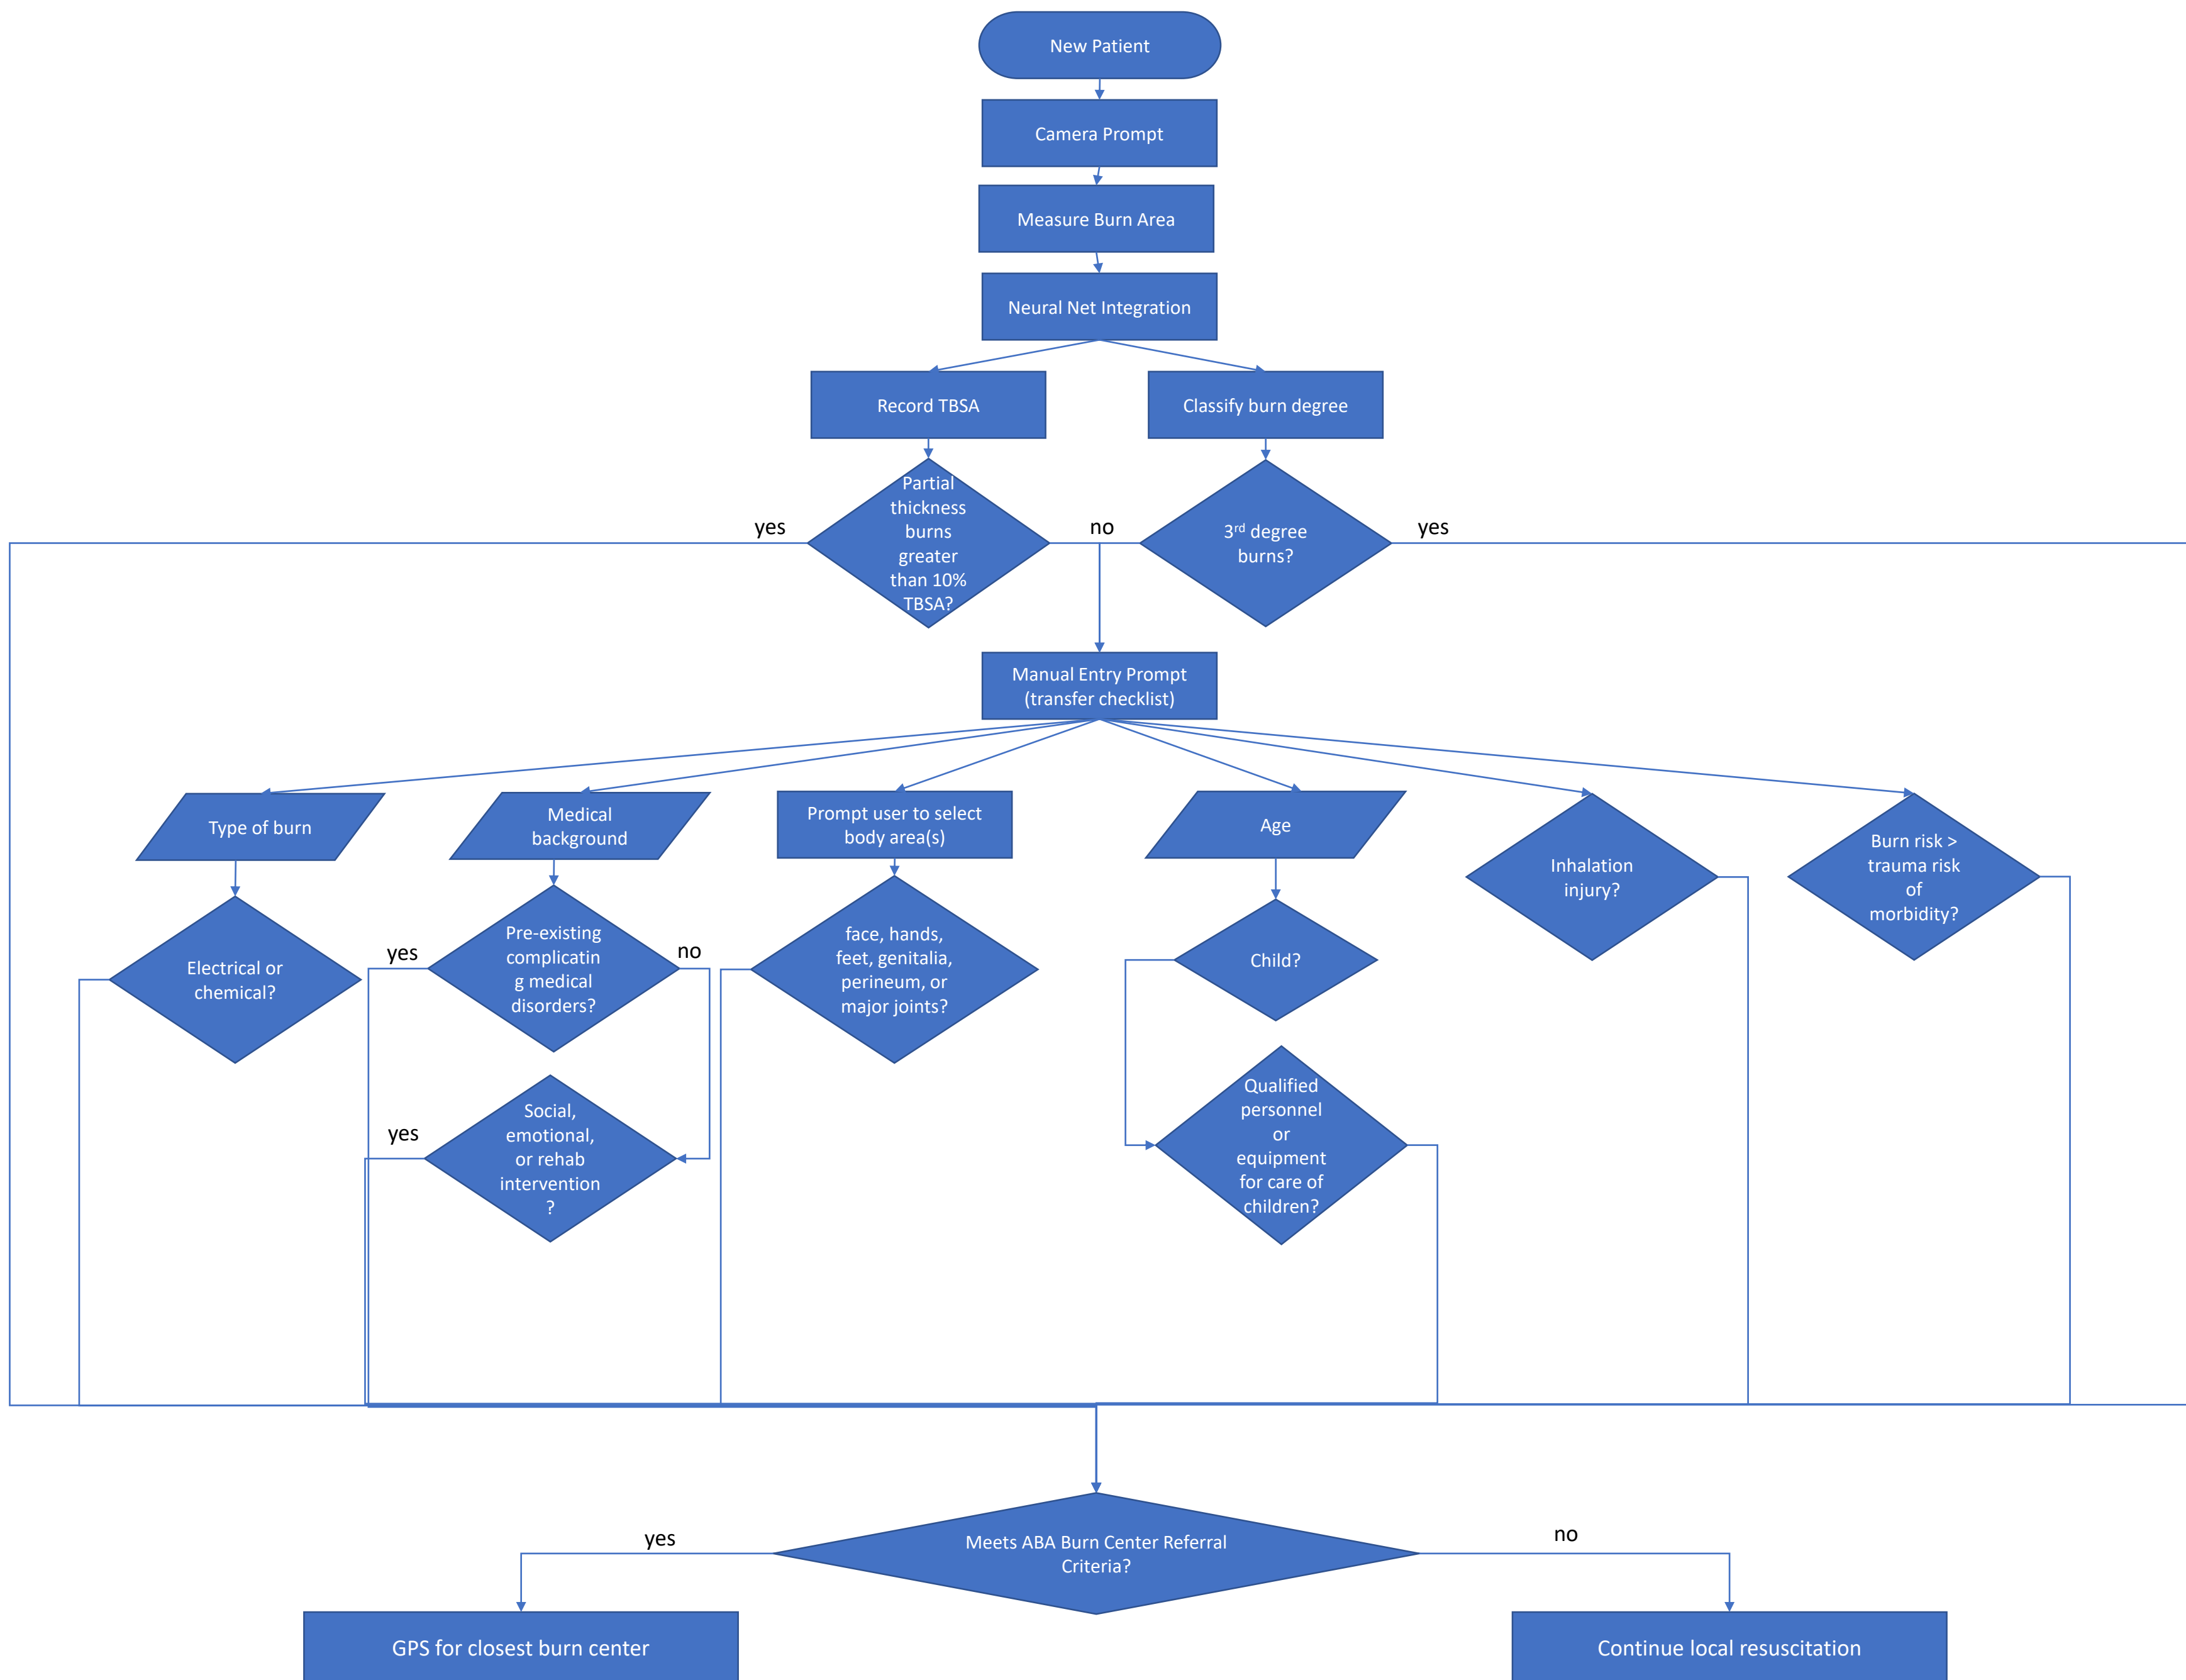 New Patient
Camera Prompt
Measure Burn Area
Neural Net Integration
Record TBSA
Classify burn degree
yes
Partial
thickness
burns
greater
than 10%
TBSA?
no
3rd degree
burns?
yes
Manual Entry Prompt
(transfer checklist)
Type of burn
Medical
background
Prompt user to select
body area(s)
Age
Inhalation
injury?
Burn risk >
trauma risk
of
morbidity?
Electrical or
chemical?
yes
Pre-existing
complicatin
g medical
disorders?
no
face, hands,
feet, genitalia,
perineum, or
major joints?
Child?
yes
Social,
emotional,
or rehab
intervention
?
Qualified
personnel
or
equipment
for care of
children?
yes
Meets ABA Burn Center Referral
Criteria?
no
GPS for closest burn center
Continue local resuscitation